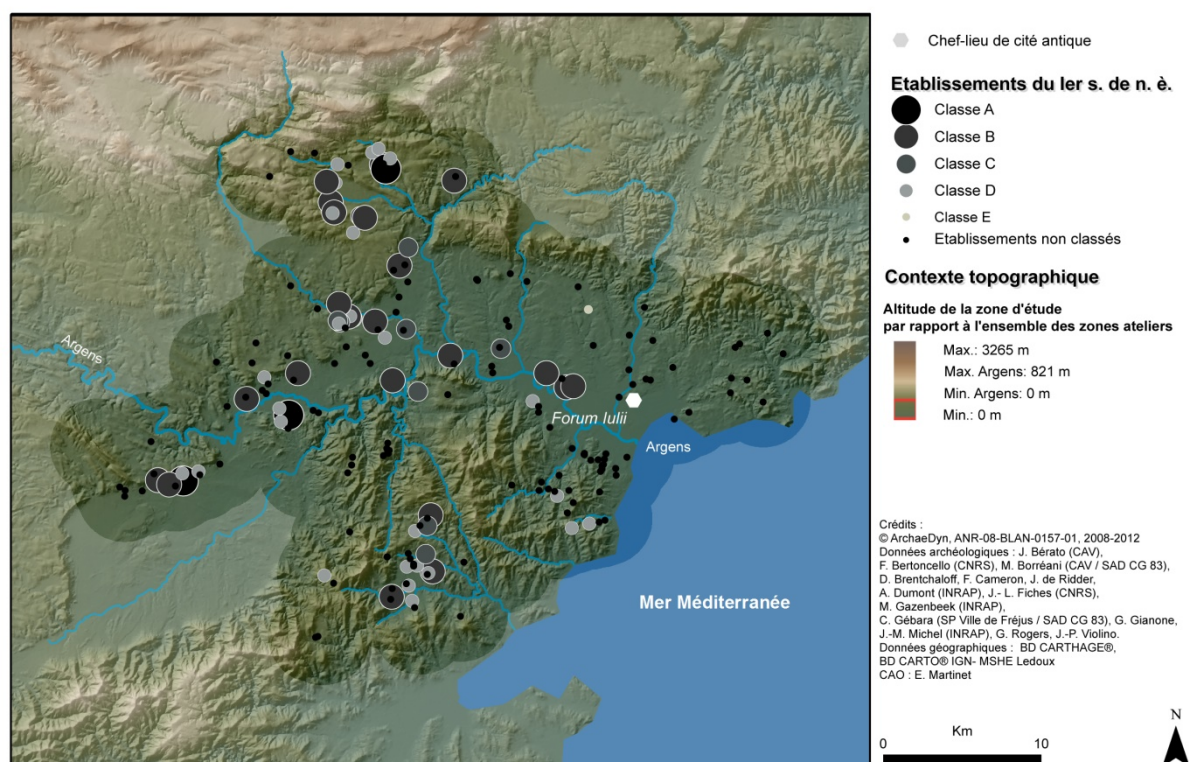 Argens
Forum Iulii
Argens
Mer Méditerranée
Chef-lieu de cité antique
Etablissements du Ier s. de n. è.
Classe A
Classe B
Classe C
Classe D
Classe E
Etablissements non classés
Contexte topographique
Altitude de la zone d'étude
par rapport à l'ensemble des zones ateliers
Max.: 3265 m
Max. Argens: 821 m
Min. Argens: 0 m
Min.: 0 m
Crédits :
© ArchaeDyn, ANR-08-BLAN-0157-01, 2008-2012
Données archéologiques : J. Bérato (CAV),
F. Bertoncello (CNRS), M. Borréani (CAV / SAD CG 83),
D. Brentchaloff, F. Cameron, J. de Ridder,
A. Dumont (INRAP), J.- L. Fiches (CNRS),
M. Gazenbeek (INRAP),
C. Gébara (SP Ville de Fréjus / SAD CG 83), G. Gianone,
J.-M. Michel (INRAP), G. Rogers, J.-P. Violino.
Données géographiques : BD CARTHAGE®,
BD CARTO® IGN- MSHE Ledoux
CAO : E. Martinet
N
Km
0 10